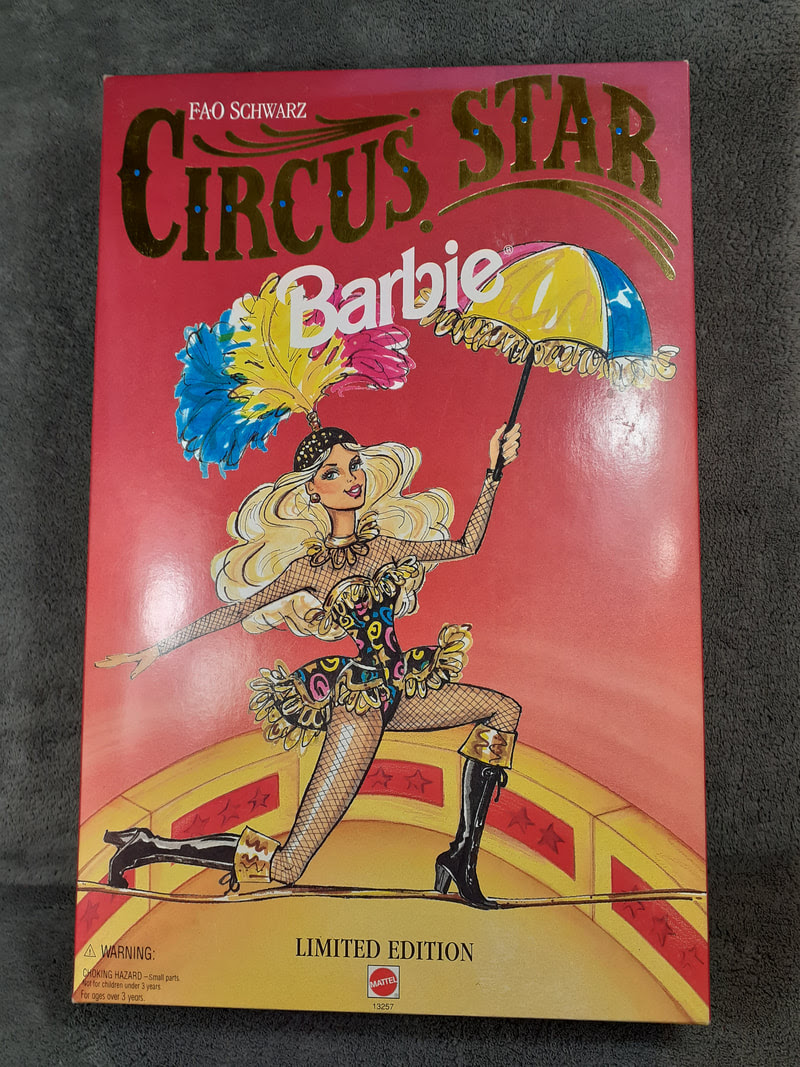 FAO SCHWARZ
CIRCUS STAR
Barbie®
⚠ WARNING:
CHOKING HAZARD –Small parts.
Not for children under 3 years
For ages over 3 years.
LIMITED EDITION
MATTEL
13257